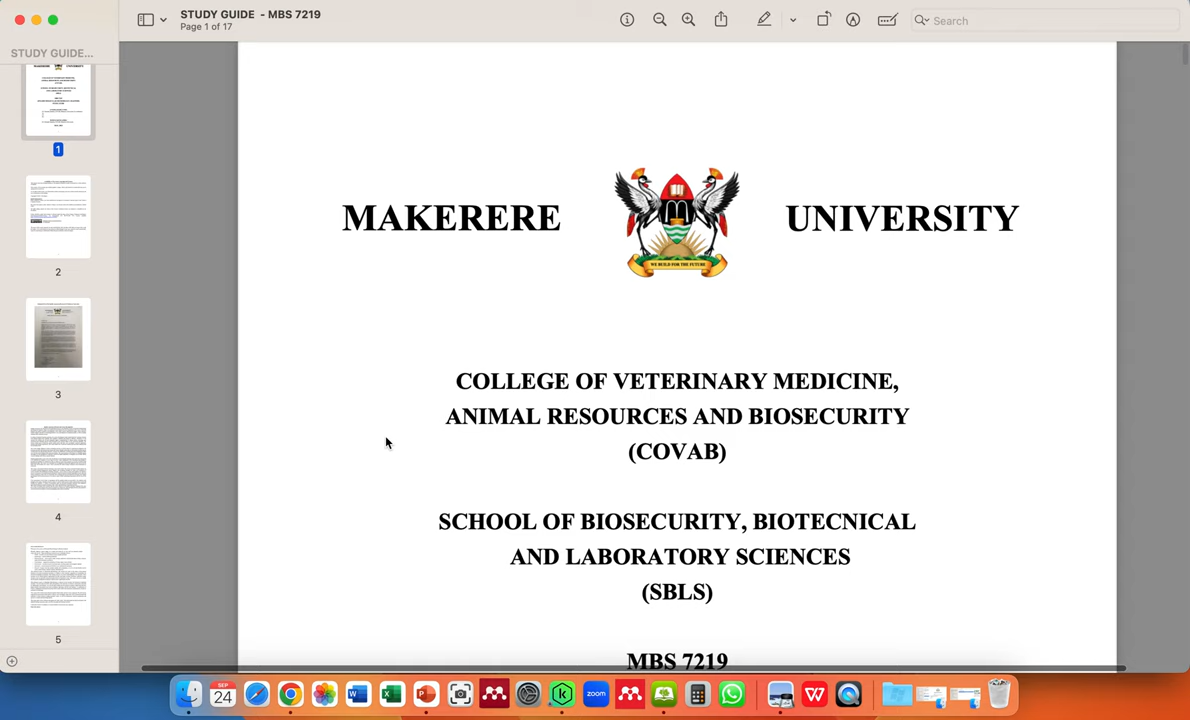 STUDY GUIDE - MBS 7219
Page 1 of 17
Search
STUDY GUIDE...
1
2
3
4
5
MAKERERE UNIVERSITY
WE BUILD FOR THE FUTURE
COLLEGE OF VETERINARY MEDICINE,
ANIMAL RESOURCES AND BIOSECURITY
(COVAB)
SCHOOL OF BIOSECURITY, BIOTECNICAL
AND LABORATORY SCIENCES
(SBLS)
MBS 7219
SEP
24
zoom